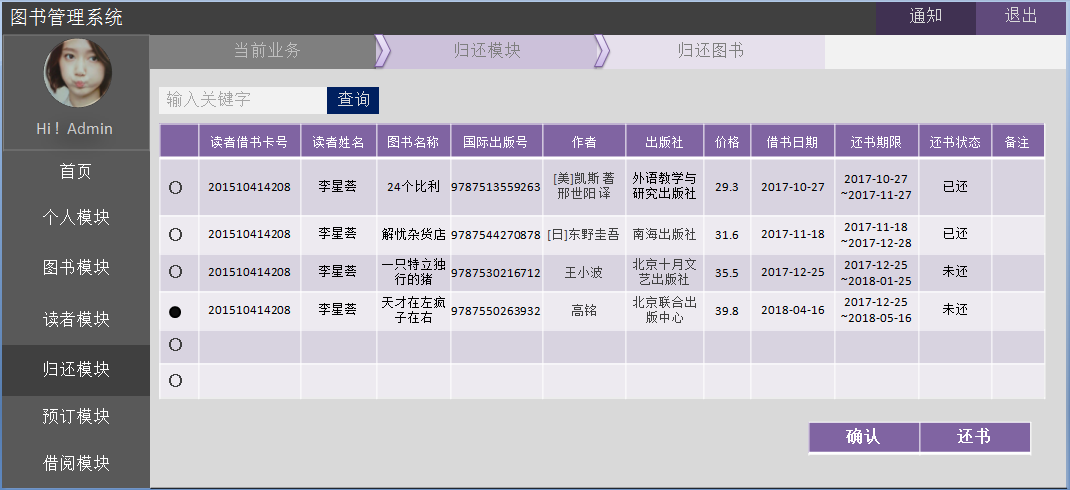 图书管理系统
通知
退出
Hi！Admin
首页
个人模块
图书模块
读者模块
归还模块
预订模块
借阅模块
当前业务
归还模块
归还图书
输入关键字
查询
读者借书卡号 读者姓名 图书名称 国际出版号 作者 出版社 价格 借书日期 还书期限 还书状态 备注
201510414208 李星荟 24个比利 9787513559263 [美]凯斯 著 外语教学与 29.3 2017-10-27 2017-10-27 已还
邢世阳 译 研究出版社 ~2017-11-27
201510414208 李星荟 解忧杂货店 9787544270878 [日]东野圭吾 南海出版社 31.6 2017-11-18 2017-11-18 已还
~2017-12-28
201510414208 李星荟 一只特立独 9787530216712 王小波 北京十月文 35.5 2017-12-25 2017-12-25 未还
行的猪 艺出版社 ~2018-01-25
201510414208 李星荟 天才在左疯 9787550263932 高铭 北京联合出 39.8 2018-04-16 2017-12-25 未还
子在右 版中心 ~2018-05-16
确认
还书